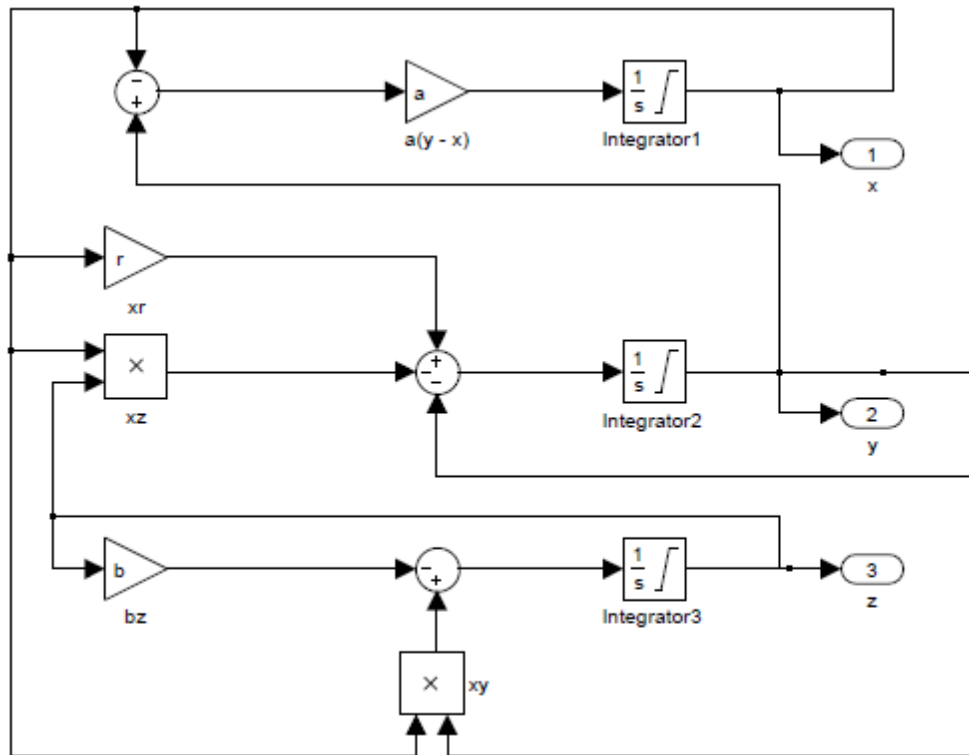 −
+
a
a(y - x)
1
s
Integrator1
1
x
r
xr
×
xz
+
−
−
1
s
Integrator2
2
y
b
bz
−
+
1
s
Integrator3
3
z
×
xy